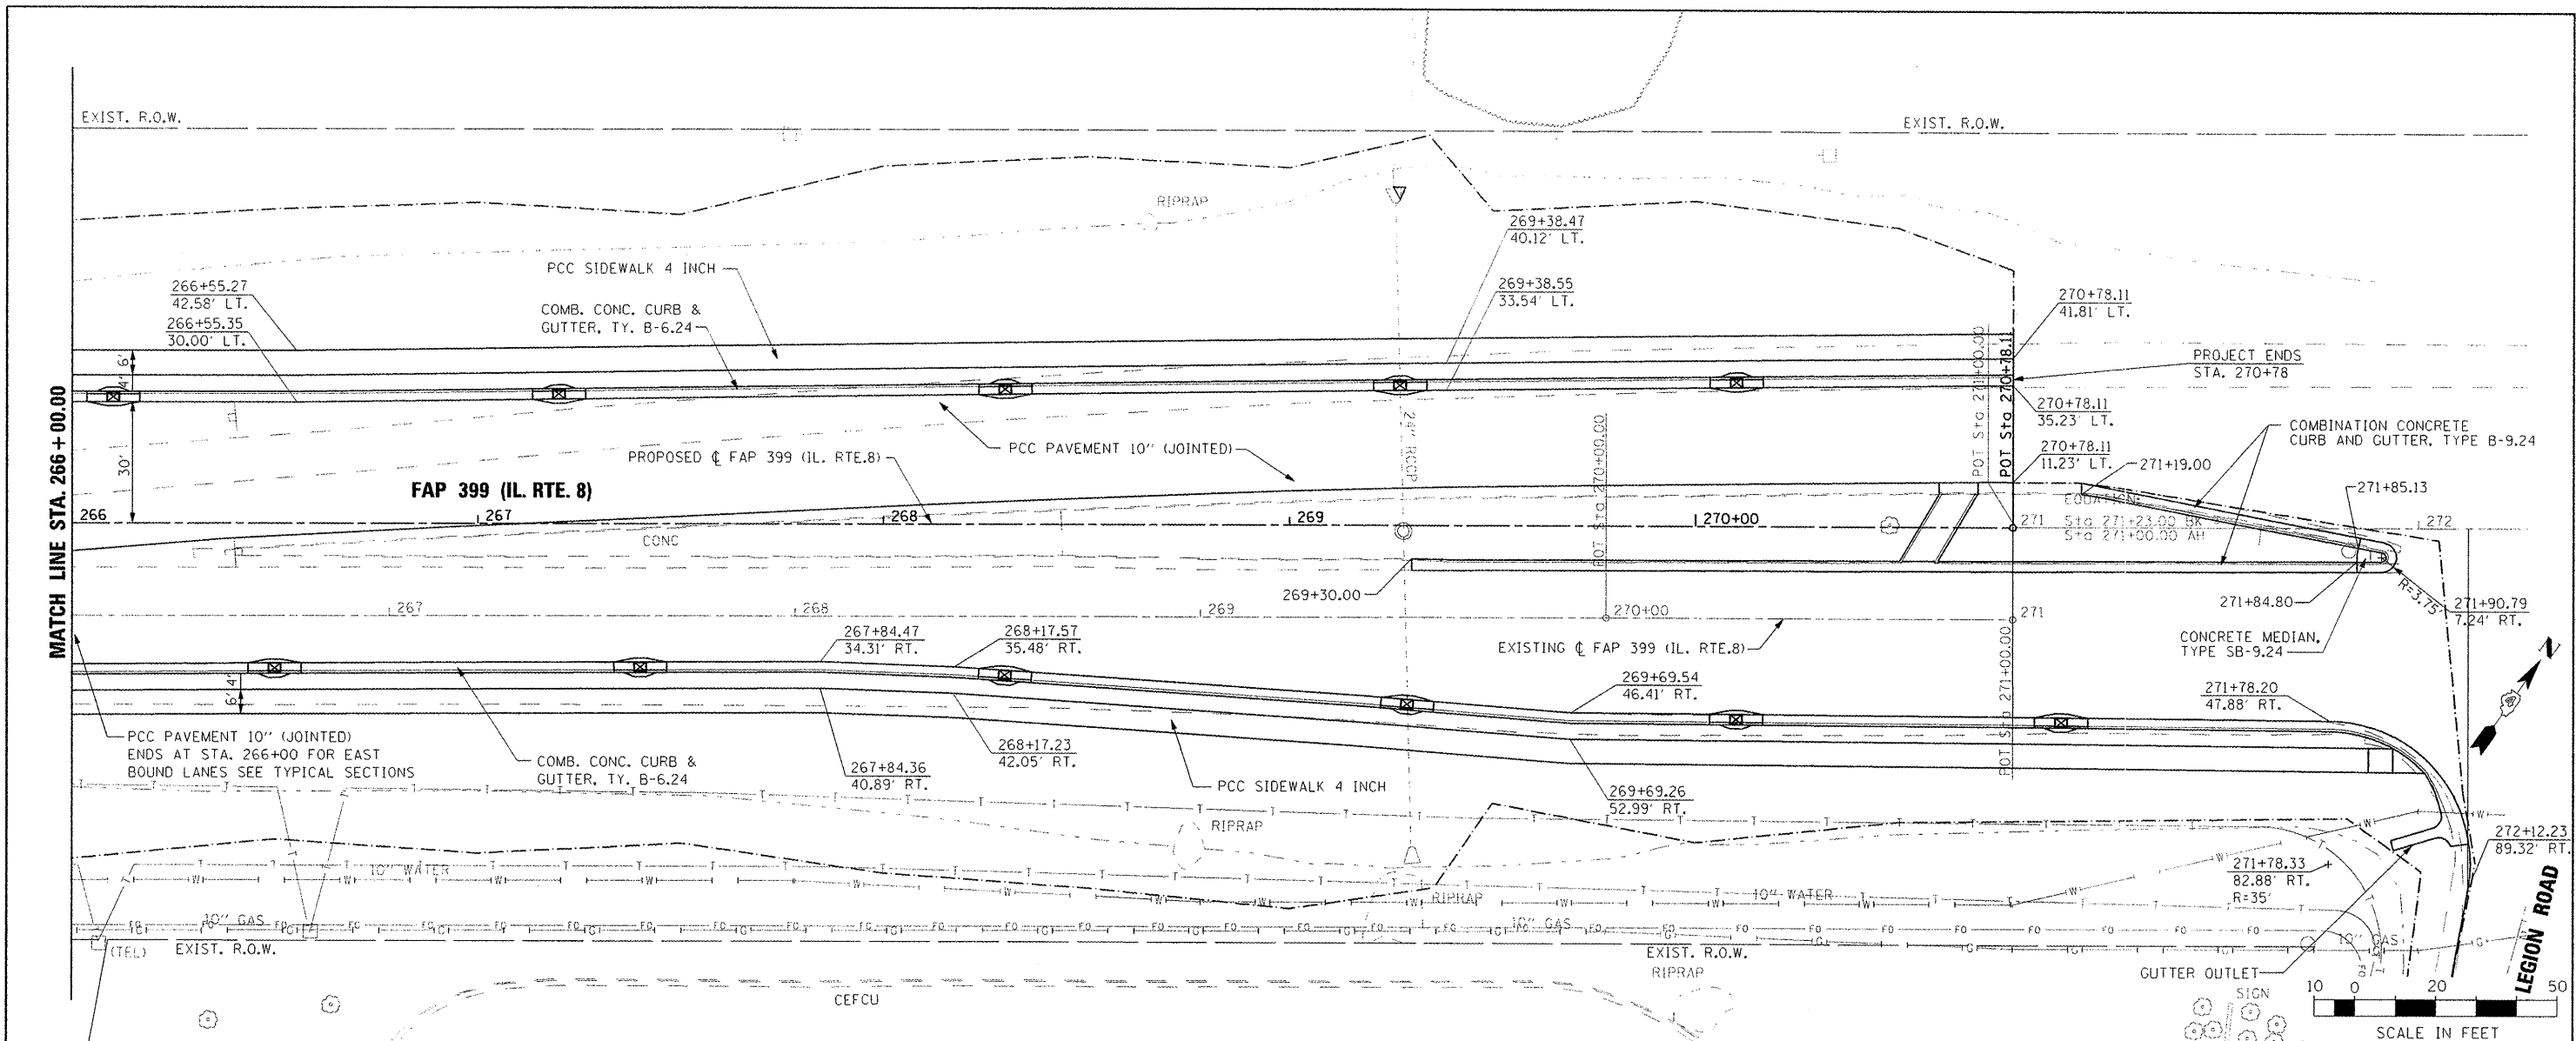 EXIST. R.O.W.
EXIST. R.O.W.
RIPRAP
269+38.47
40.12' LT.
PCC SIDEWALK 4 INCH
266+55.27
42.58' LT.
COMB. CONC. CURB &
GUTTER, TY. B-6.24
269+38.55
33.54' LT.
266+55.35
30.00' LT.
270+78.11
41.81' LT.
6'
4'
30'
PROJECT ENDS
STA. 270+78
POT Sta 271+00.00
POT Sta 270+78.11
270+78.11
35.23' LT.
COMBINATION CONCRETE
CURB AND GUTTER, TYPE B-9.24
MATCH LINE STA. 266+00.00
24" RCCP
POT Sta 270+00.00
PCC PAVEMENT 10" (JOINTED)
PROPOSED ℄ FAP 399 (IL. RTE.8)
270+78.11
11.23' LT.
271+19.00
FAP 399 (IL. RTE. 8)
271+85.13
EQUATION:
Sta 271+23.00 BK
Sta 271+00.00 AH
266
267
268
269
270+00
271
272
CONC
269+30.00
271+84.80
R=3.75'
271+90.79
7.24' RT.
267
268
269
270+00
271
CONCRETE MEDIAN,
TYPE SB-9.24
N
267+84.47
34.31' RT.
268+17.57
35.48' RT.
EXISTING ℄ FAP 399 (IL. RTE.8)
POT Sta 271+00.00
269+69.54
46.41' RT.
271+78.20
47.88' RT.
4'
6'
PCC PAVEMENT 10" (JOINTED)
ENDS AT STA. 266+00 FOR EAST
BOUND LANES SEE TYPICAL SECTIONS
COMB. CONC. CURB &
GUTTER, TY. B-6.24
267+84.36
40.89' RT.
268+17.23
42.05' RT.
PCC SIDEWALK 4 INCH
269+69.26
52.99' RT.
RIPRAP
272+12.23
89.32' RT.
271+78.33
82.88' RT.
R=35'
10" WATER
10" WATER
RIPRAP
10" GAS
10" GAS
10" GAS
(TEL)
EXIST. R.O.W.
EXIST. R.O.W.
RIPRAP
CEFCU
GUTTER OUTLET
SIGN
LEGION ROAD
10 0 20 50
SCALE IN FEET